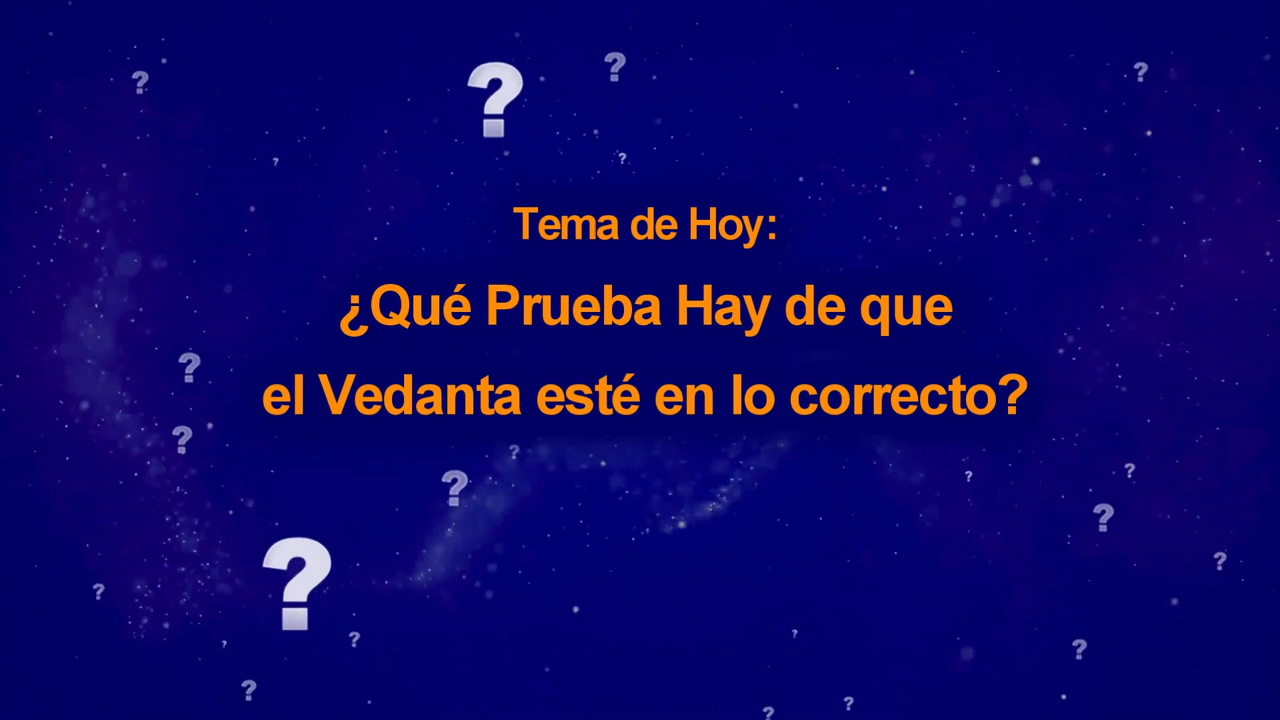 Tema de Hoy:
¿Qué Prueba Hay de que
el Vedanta esté en lo correcto?